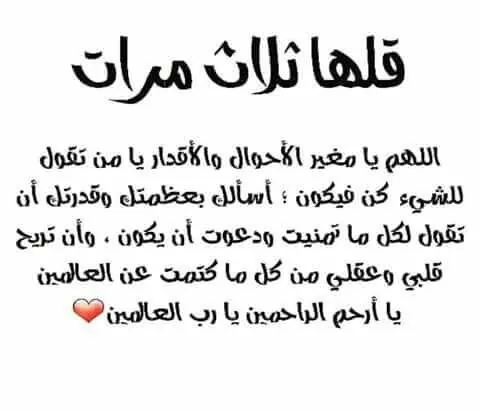 قلها ثلاث مرات
اللهم يا مغير الأحوال والأقدار يا من تقول
للشيء كن فيكون ؛ أسألك بعظمتك وقدرتك أن
تقول لكل ما تمنيت ودعوت أن يكون ، وأن تريح
قلبي وعقلي من كل ما كتمت عن العالمين
يا أرحم الراحمين يا رب العالمين❤